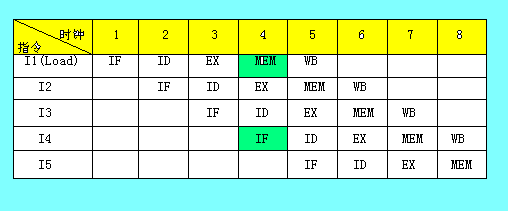 时钟 1 2 3 4 5 6 7 8
指令
I1(Load) IF ID EX MEM WB
I2 IF ID EX MEM WB
I3 IF ID EX MEM WB
I4 IF ID EX MEM WB
I5 IF ID EX MEM